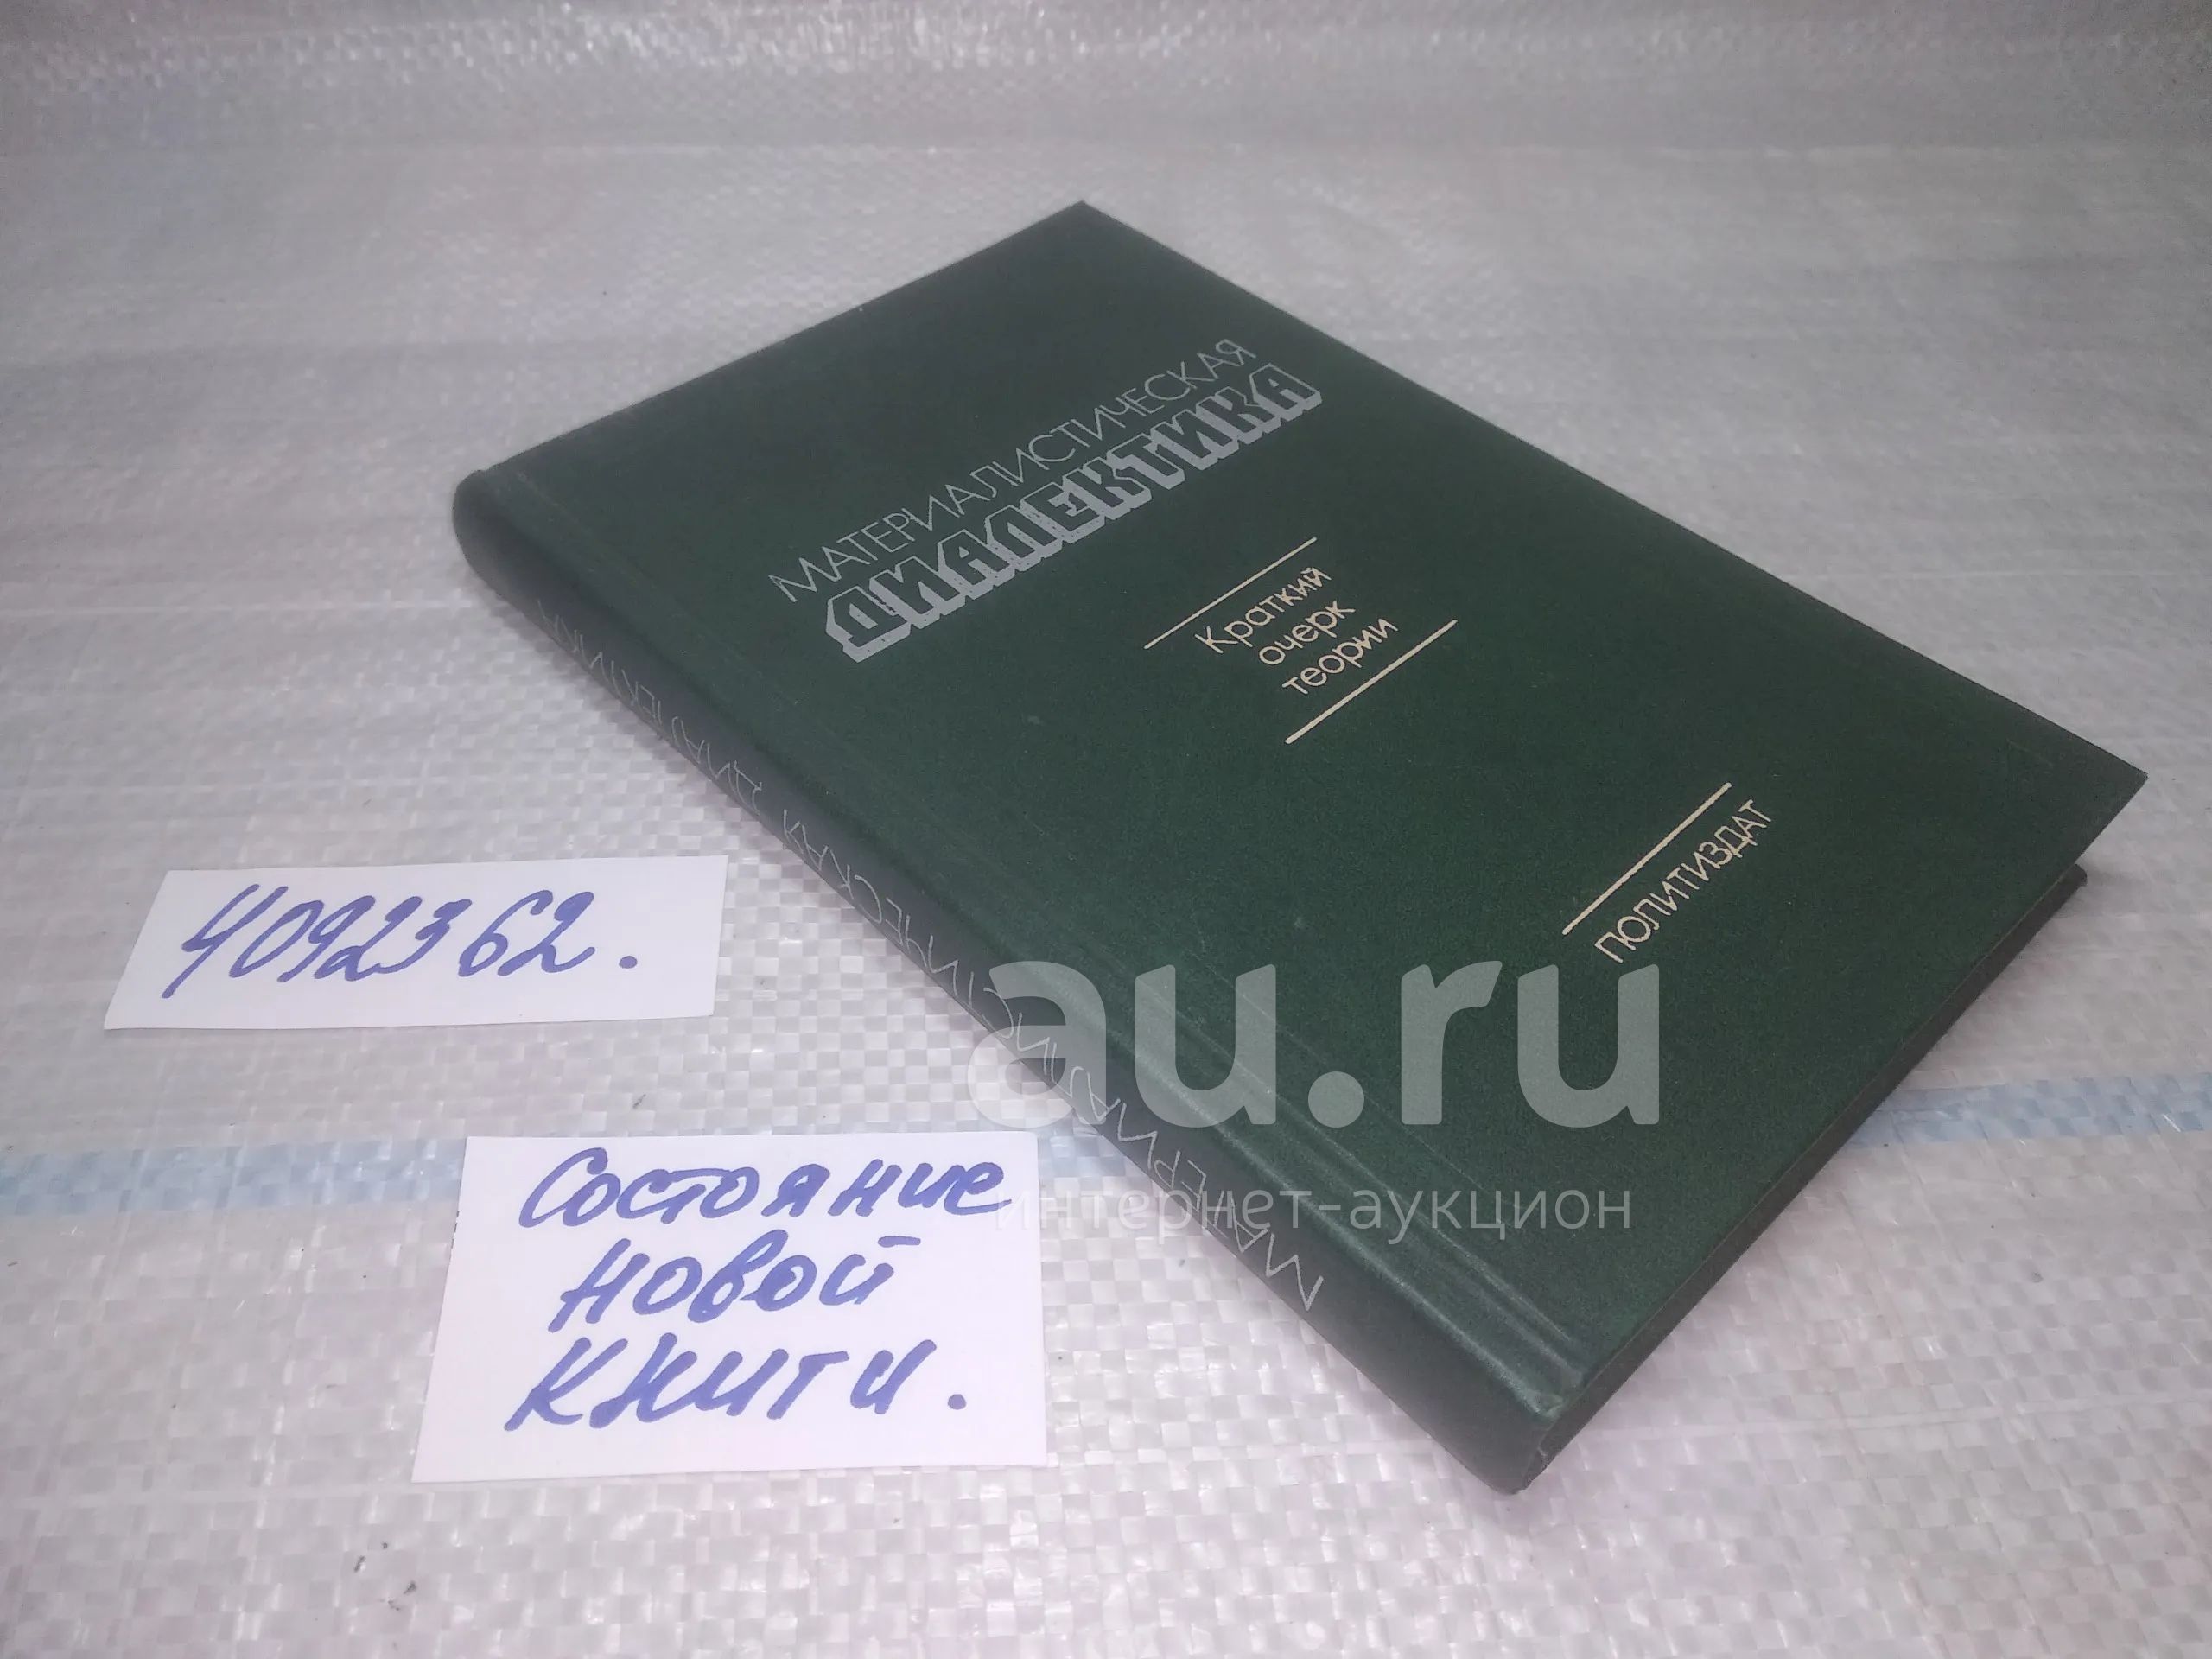 МАТЕРИАЛИСТИЧЕСКАЯ
ДИАЛЕКТИКА
Краткий
очерк
теории
ПОЛИТИЗДАТ
МАТЕРИАЛИСТИЧЕСКАЯ ДИАЛЕКТИКА
4092362.
Состояние
новой
книги.
au.ru
интернет-аукцион